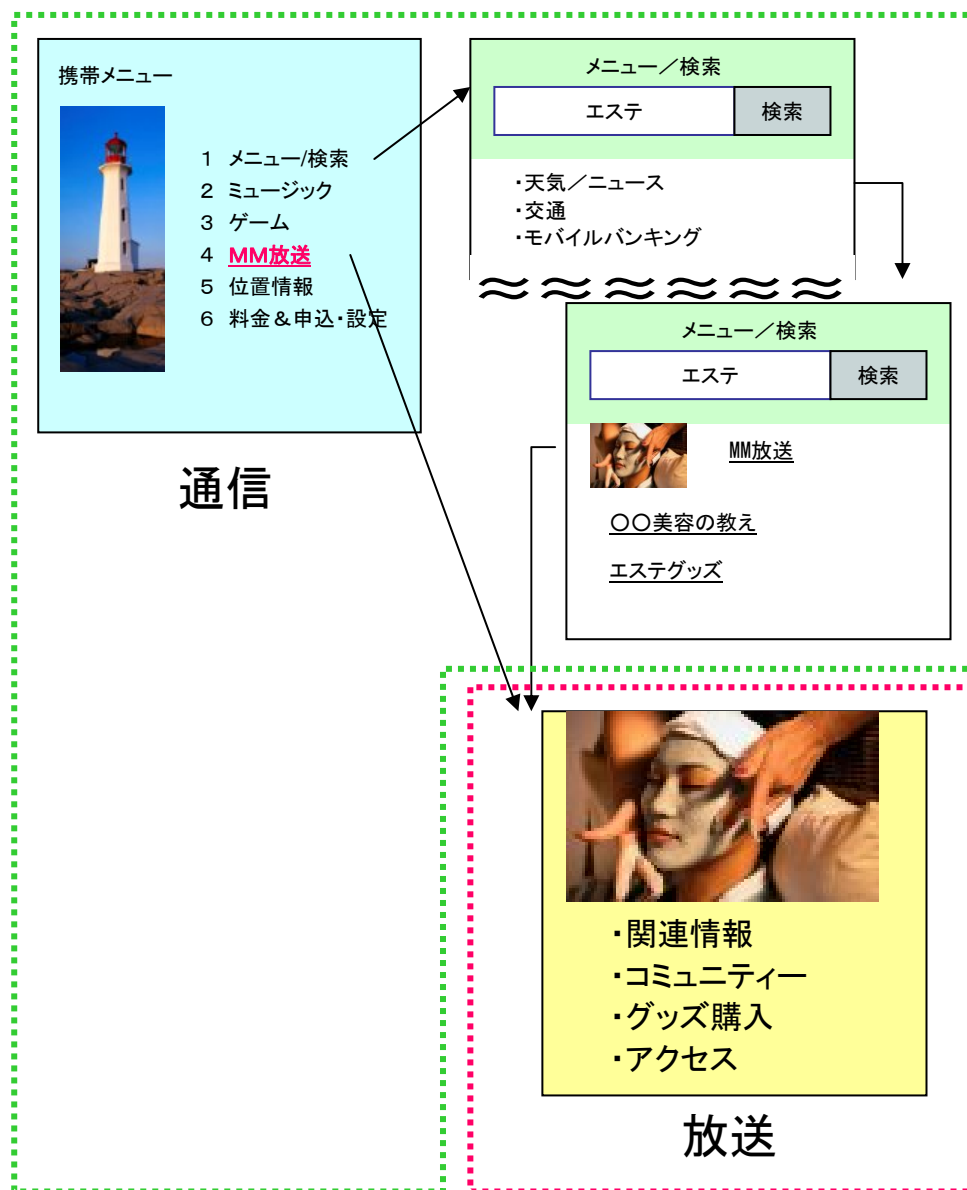 携帯メニュー
1 メニュー/検索
2 ミュージック
3 ゲーム
4 MM放送
5 位置情報
6 料金&申込・設定
通信
メニュー/検索
エステ 検索
・天気/ニュース
・交通
・モバイルバンキング
メニュー/検索
エステ 検索
MM放送
○○美容の教え
エステグッズ
・関連情報
・コミュニティー
・グッズ購入
・アクセス
放送